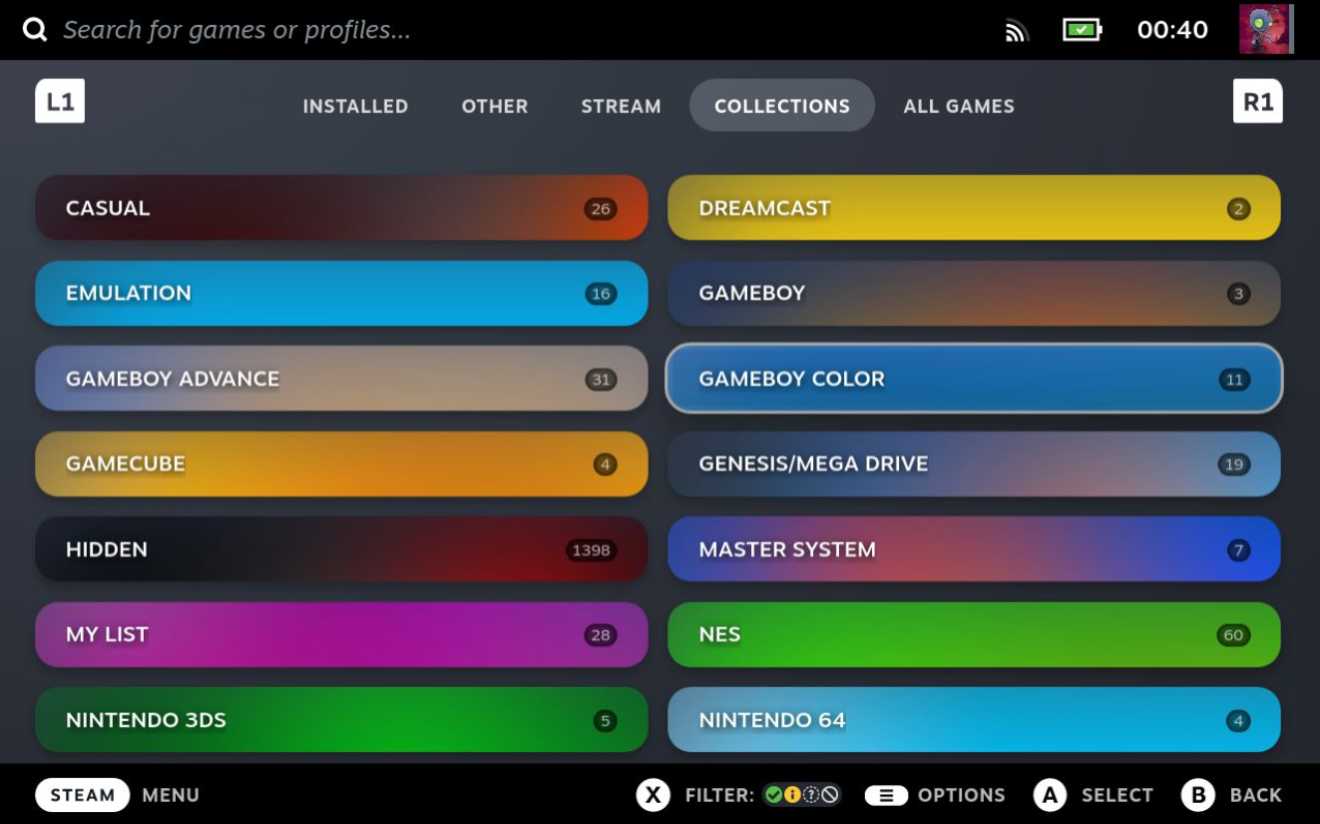 Search for games or profiles...
00:40
L1
INSTALLED OTHER STREAM COLLECTIONS ALL GAMES
R1
CASUAL 26
DREAMCAST 2
EMULATION 16
GAMEBOY 3
GAMEBOY ADVANCE 31
GAMEBOY COLOR 11
GAMECUBE 4
GENESIS/MEGA DRIVE 19
HIDDEN 1398
MASTER SYSTEM 7
MY LIST 28
NES 60
NINTENDO 3DS 5
NINTENDO 64 4
STEAM MENU
X FILTER: OPTIONS A SELECT B BACK